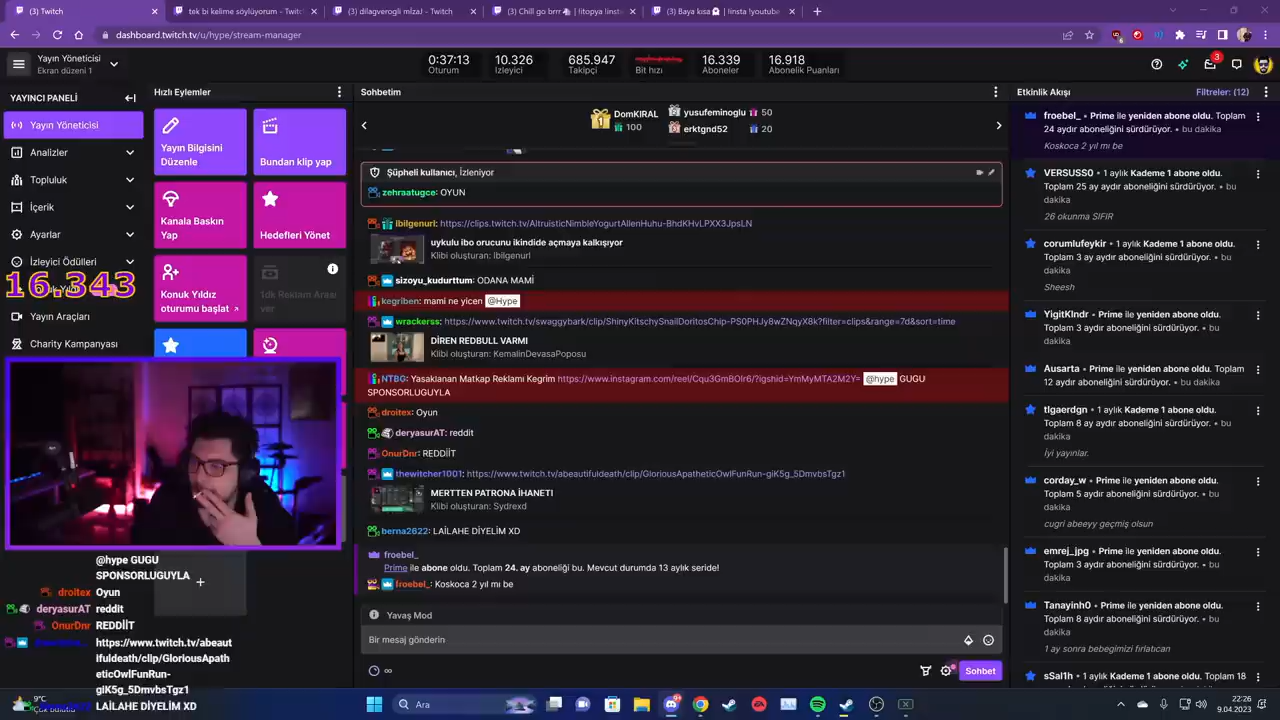 (3) Twitch
tek bi kelime söylüyorum - Twitch
(3) dilagverogli mİzaJ - Twitch
(3) Chill go brrr
Baya kısa
dashboard.twitch.tv/u/hype/stream-manager
Yayın Yöneticisi
Ekran düzeni 1
0:37:13
Oturum
10.326
İzleyici
685.947
Takipçi
Bit hızı
16.339
Aboneler
16.918
Abonelik Puanları
3
YAYINCI PANELİ
Yayın Yöneticisi
Analizler
Topluluk
İçerik
Ayarlar
İzleyici Ödülleri
16.343
Yayın Araçları
Charity Kampanyası
Hızlı Eylemler
Yayın Bilgisini
Düzenle
Bundan klip yap
Kanala Baskın
Yap
Hedefleri Yönet
Konuk Yıldız
oturumu başlat
1dk Reklam Arası
ver
@hype GUGU
SPONSORLUGUYLA
droitex Oyun
deryasurAT reddit
OnurDnr REDDİİT
https://www.twitch.tv/abeaut
ifuldeath/clip/GloriousApath
eticOwlFunRun-
giK5g_5DmvbsTgz1
LAİLAHE DİYELİM XD
Sohbetim
DomKIRAL
100
yusufeminoglu 50
erktgnd52 20
Şüpheli kullanıcı, İzleniyor
zehraatugce: OYUN
ibilgenurl: https://clips.twitch.tv/AltruisticNimbleYogurtAllenHuhu-BhdKHvLPXX3JpsLN
uykulu ibo orucunu ikindide açmaya kalkışıyor
Klibi oluşturan: Ibilgenurl
sizoyu_kudurttum: ODANA MAMİ
kegriben: mami ne yicen @Hype
wrackerss: https://www.twitch.tv/swaggybark/clip/ShinyKitschySnailDoritosChip-PS0PHJy8wZNqyX8k?filter=clips&range=7d&sort=time
DİREN REDBULL VARMI
Klibi oluşturan: KemalinDevasaPoposu
NTBG: Yasaklanan Matkap Reklamı Kegrim https://www.instagram.com/reel/Cqu3GmBOlr6/?igshid=YmMyMTA2M2Y= @hype GUGU
SPONSORLUGUYLA
droitex: Oyun
deryasurAT: reddit
OnurDnr: REDDİİT
thewitcher1001: https://www.twitch.tv/abeautifuldeath/clip/GloriousApatheticOwlFunRun-giK5g_5DmvbsTgz1
MERTTEN PATRONA İHANETİ
Klibi oluşturan: Sydrexd
berna2622: LAİLAHE DİYELİM XD
froebel_
Prime ile abone oldu. Toplam 24. ay aboneliği bu. Mevcut durumda 13 aylık seride!
froebel_: Koskoca 2 yıl mı be
Yavaş Mod
Bir mesaj gönderin
Sohbet
Etkinlik Akışı
Filtreler: (12)
froebel_ • Prime ile yeniden abone oldu. Toplam
24 aydır aboneliğini sürdürüyor. • bu dakika
Koskoca 2 yıl mı be
VERSUSS0 • 1 aylık Kademe 1 abone oldu.
Toplam 25 ay aydır aboneliğini sürdürüyor. • bu
dakika
26 okunma SIFIR
corumlufeykir • 1 aylık Kademe 1 abone oldu.
Toplam 3 ay aydır aboneliğini sürdürüyor. • bu
dakika
Sheesh
YigitKlndr • Prime ile yeniden abone oldu.
Toplam 3 aydır aboneliğini sürdürüyor. • bu
dakika
Ausarta • Prime ile yeniden abone oldu. Toplam
12 aydır aboneliğini sürdürüyor. • bu dakika
tlgaerdgn • 1 aylık Kademe 1 abone oldu.
Toplam 8 ay aydır aboneliğini sürdürüyor. • bu
dakika
İyi yayınlar.
corday_w • Prime ile yeniden abone oldu.
Toplam 5 aydır aboneliğini sürdürüyor. • bu
dakika
cugri abeeyy geçmiş olsun
emrej_jpg • Prime ile yeniden abone oldu.
Toplam 3 aydır aboneliğini sürdürüyor. • bu
dakika
Tanayinh0 • Prime ile yeniden abone oldu.
Toplam 8 aydır aboneliğini sürdürüyor. • bu
dakika
1 ay sonra bebegimizi fırlatıcan
sSal1h • 1 aylık Kademe 1 abone oldu. Toplam 18
9°C
Çok bulutlu
Ara
22:26
9.04.2023